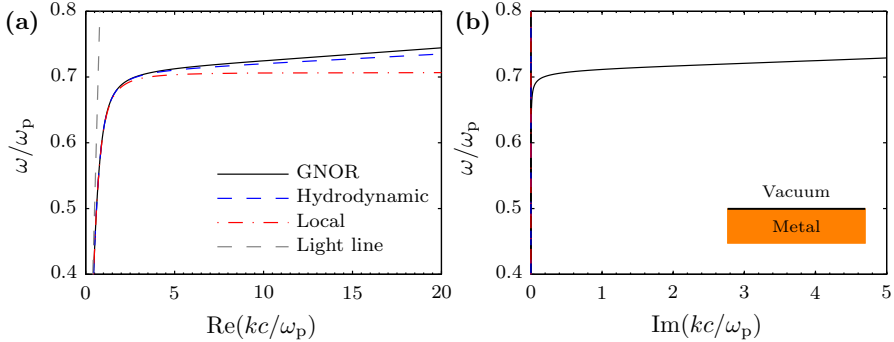 (a)
0.8
0.7
0.6
0.5
0.4
ω/ωp
GNOR
Hydrodynamic
Local
Light line
0 5 10 15 20
Re(kc/ωp)
(b)
0.8
0.7
0.6
0.5
0.4
ω/ωp
Vacuum
Metal
0 1 2 3 4 5
Im(kc/ωp)